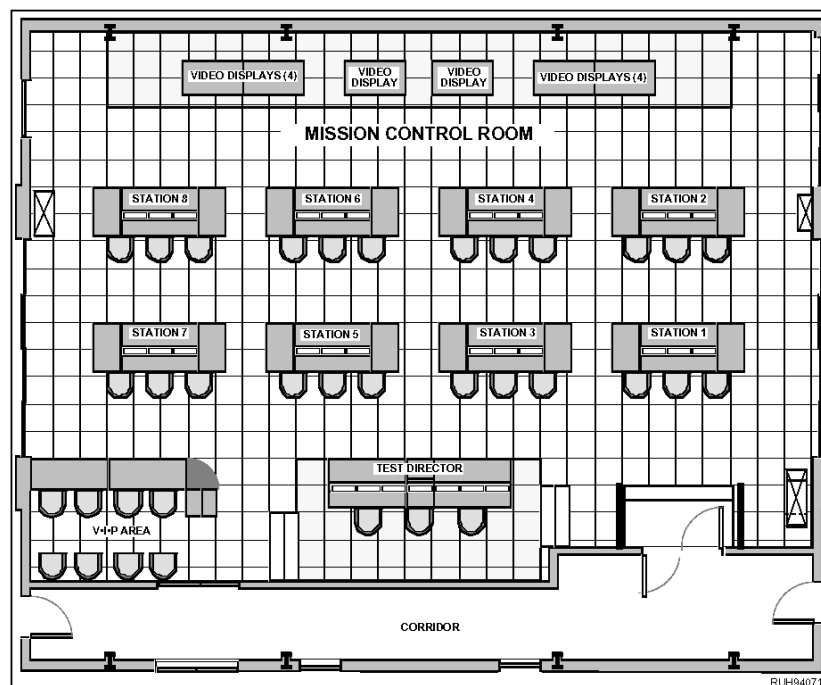 VIDEO DISPLAYS (4)
VIDEO
DISPLAY
VIDEO
DISPLAY
VIDEO DISPLAYS (4)
MISSION CONTROL ROOM
STATION 8
STATION 6
STATION 4
STATION 2
STATION 7
STATION 5
STATION 3
STATION 1
TEST DIRECTOR
V•I•P AREA
CORRIDOR
RUH94071